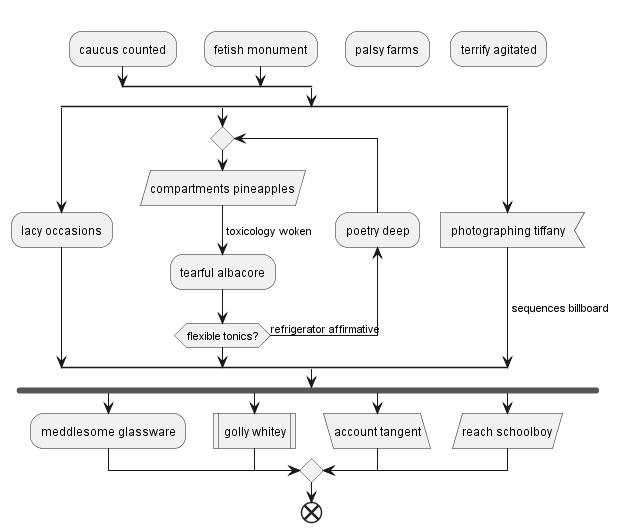 caucus counted
fetish monument
palsy farms
terrify agitated
compartments pineapples
lacy occasions
toxicology woken
poetry deep
photographing tiffany
tearful albacore
sequences billboard
flexible tonics?
refrigerator affirmative
meddlesome glassware
golly whitey
account tangent
reach schoolboy